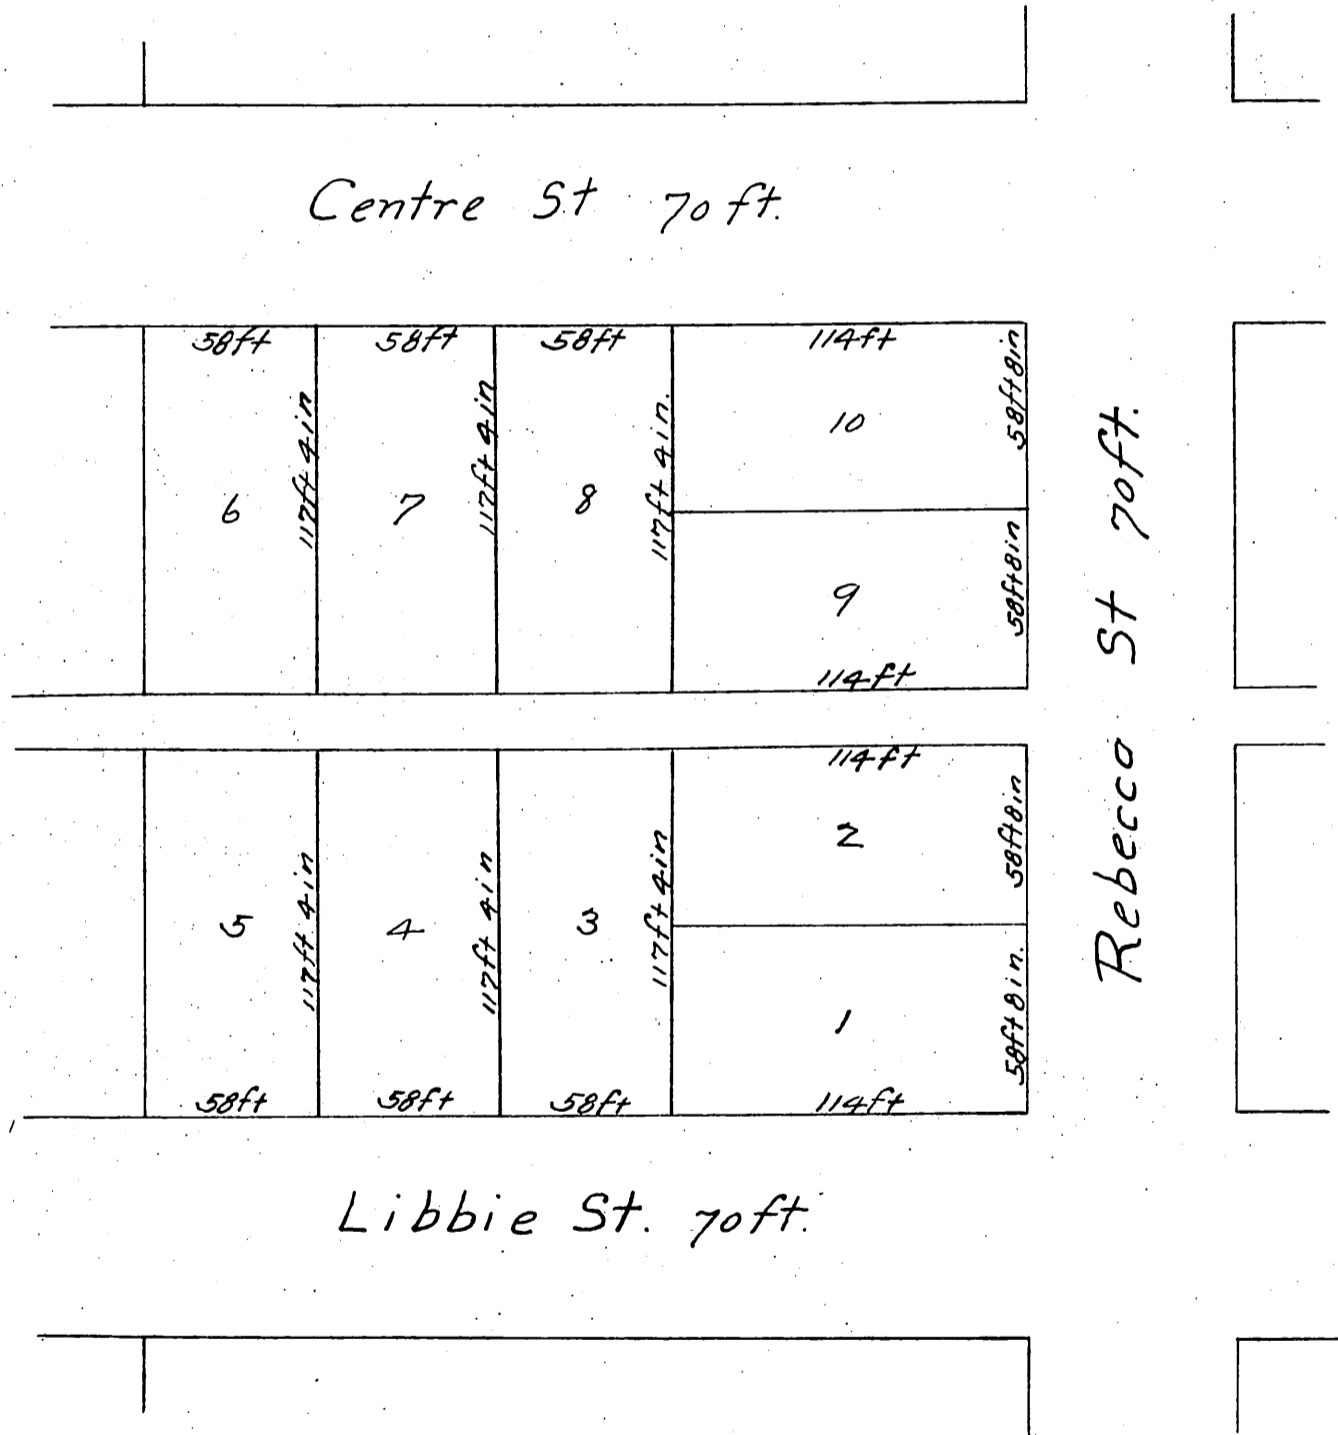 Centre St 70 ft.
58ft 58ft 58ft 114ft
117ft 4in 117ft 4in 117ft 4in. 58ft 8in
6 7 8 10
9 58ft 8in
114ft
114ft
117ft 4in 117ft 4in 117ft 4in 58ft 8in
2
5 4 3
1 58ft 8in.
58ft 58ft 58ft 114ft
Rebecca St 70ft.
Libbie St. 70ft.